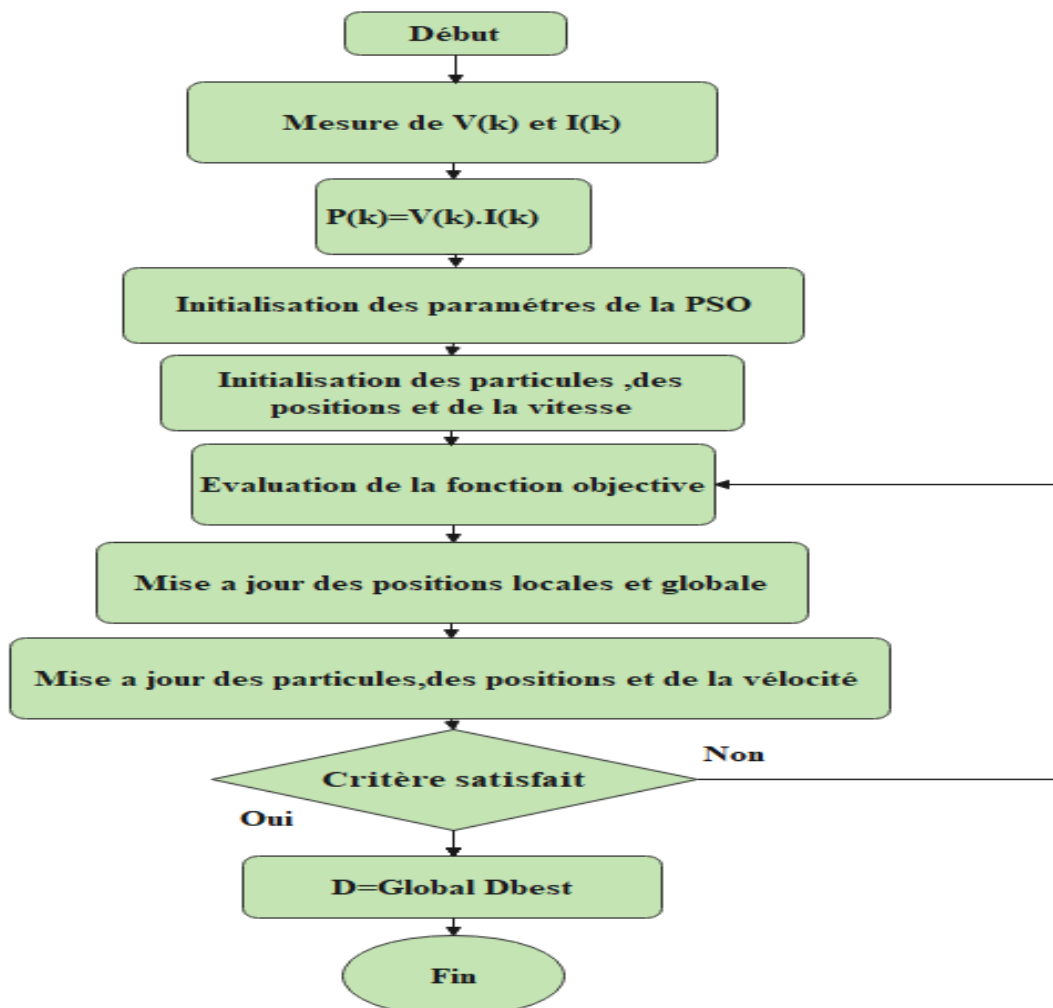 Début
Mesure de V(k) et I(k)
P(k)=V(k).I(k)
Initialisation des paramétres de la PSO
Initialisation des particules ,des
positions et de la vitesse
Evaluation de la fonction objective
Mise a jour des positions locales et globale
Mise a jour des particules,des positions et de la vélocité
Non
Critère satisfait
Oui
D=Global Dbest
Fin